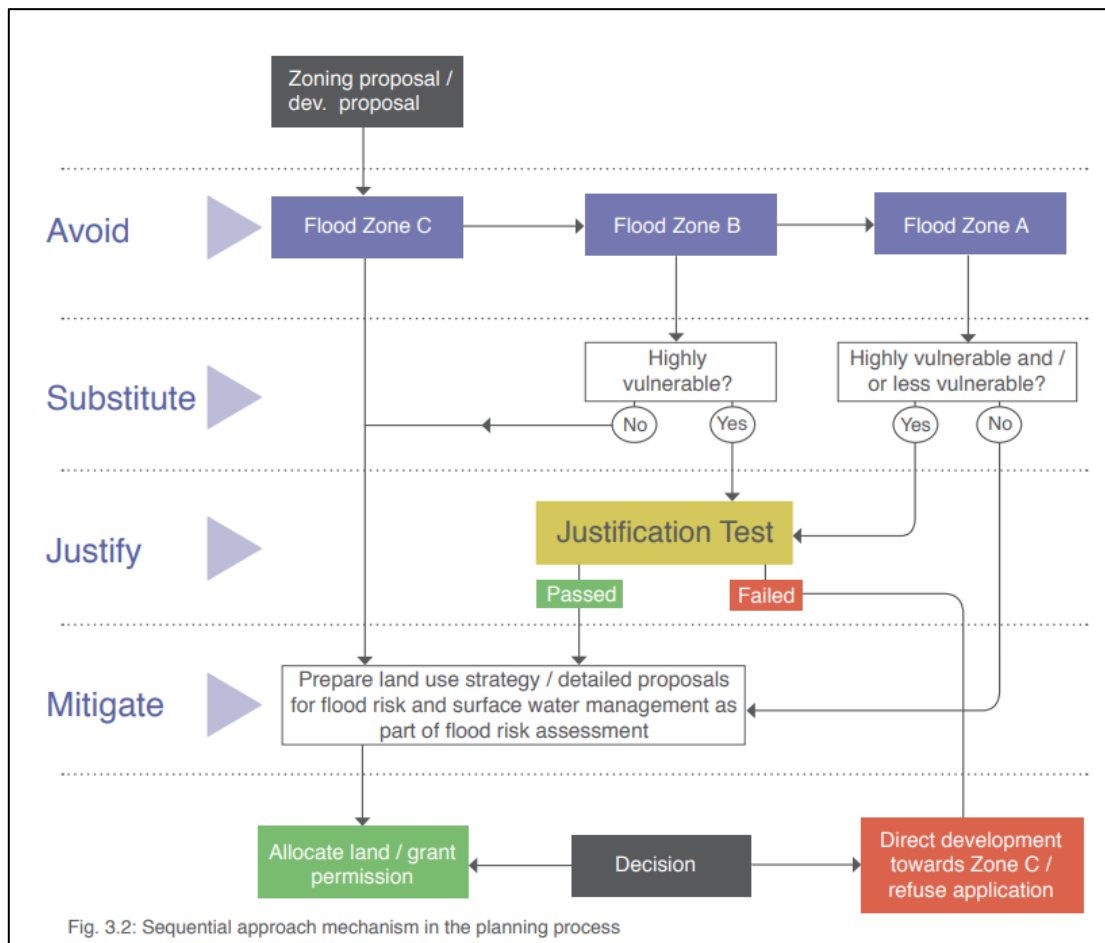 Zoning proposal /
dev. proposal
Avoid
Flood Zone C
Flood Zone B
Flood Zone A
Substitute
Highly
vulnerable?
Highly vulnerable and /
or less vulnerable?
No
Yes
Yes
No
Justify
Justification Test
Passed
Failed
Mitigate
Prepare land use strategy / detailed proposals
for flood risk and surface water management as
part of flood risk assessment
Allocate land / grant
permission
Decision
Direct development
towards Zone C /
refuse application
Fig. 3.2: Sequential approach mechanism in the planning process